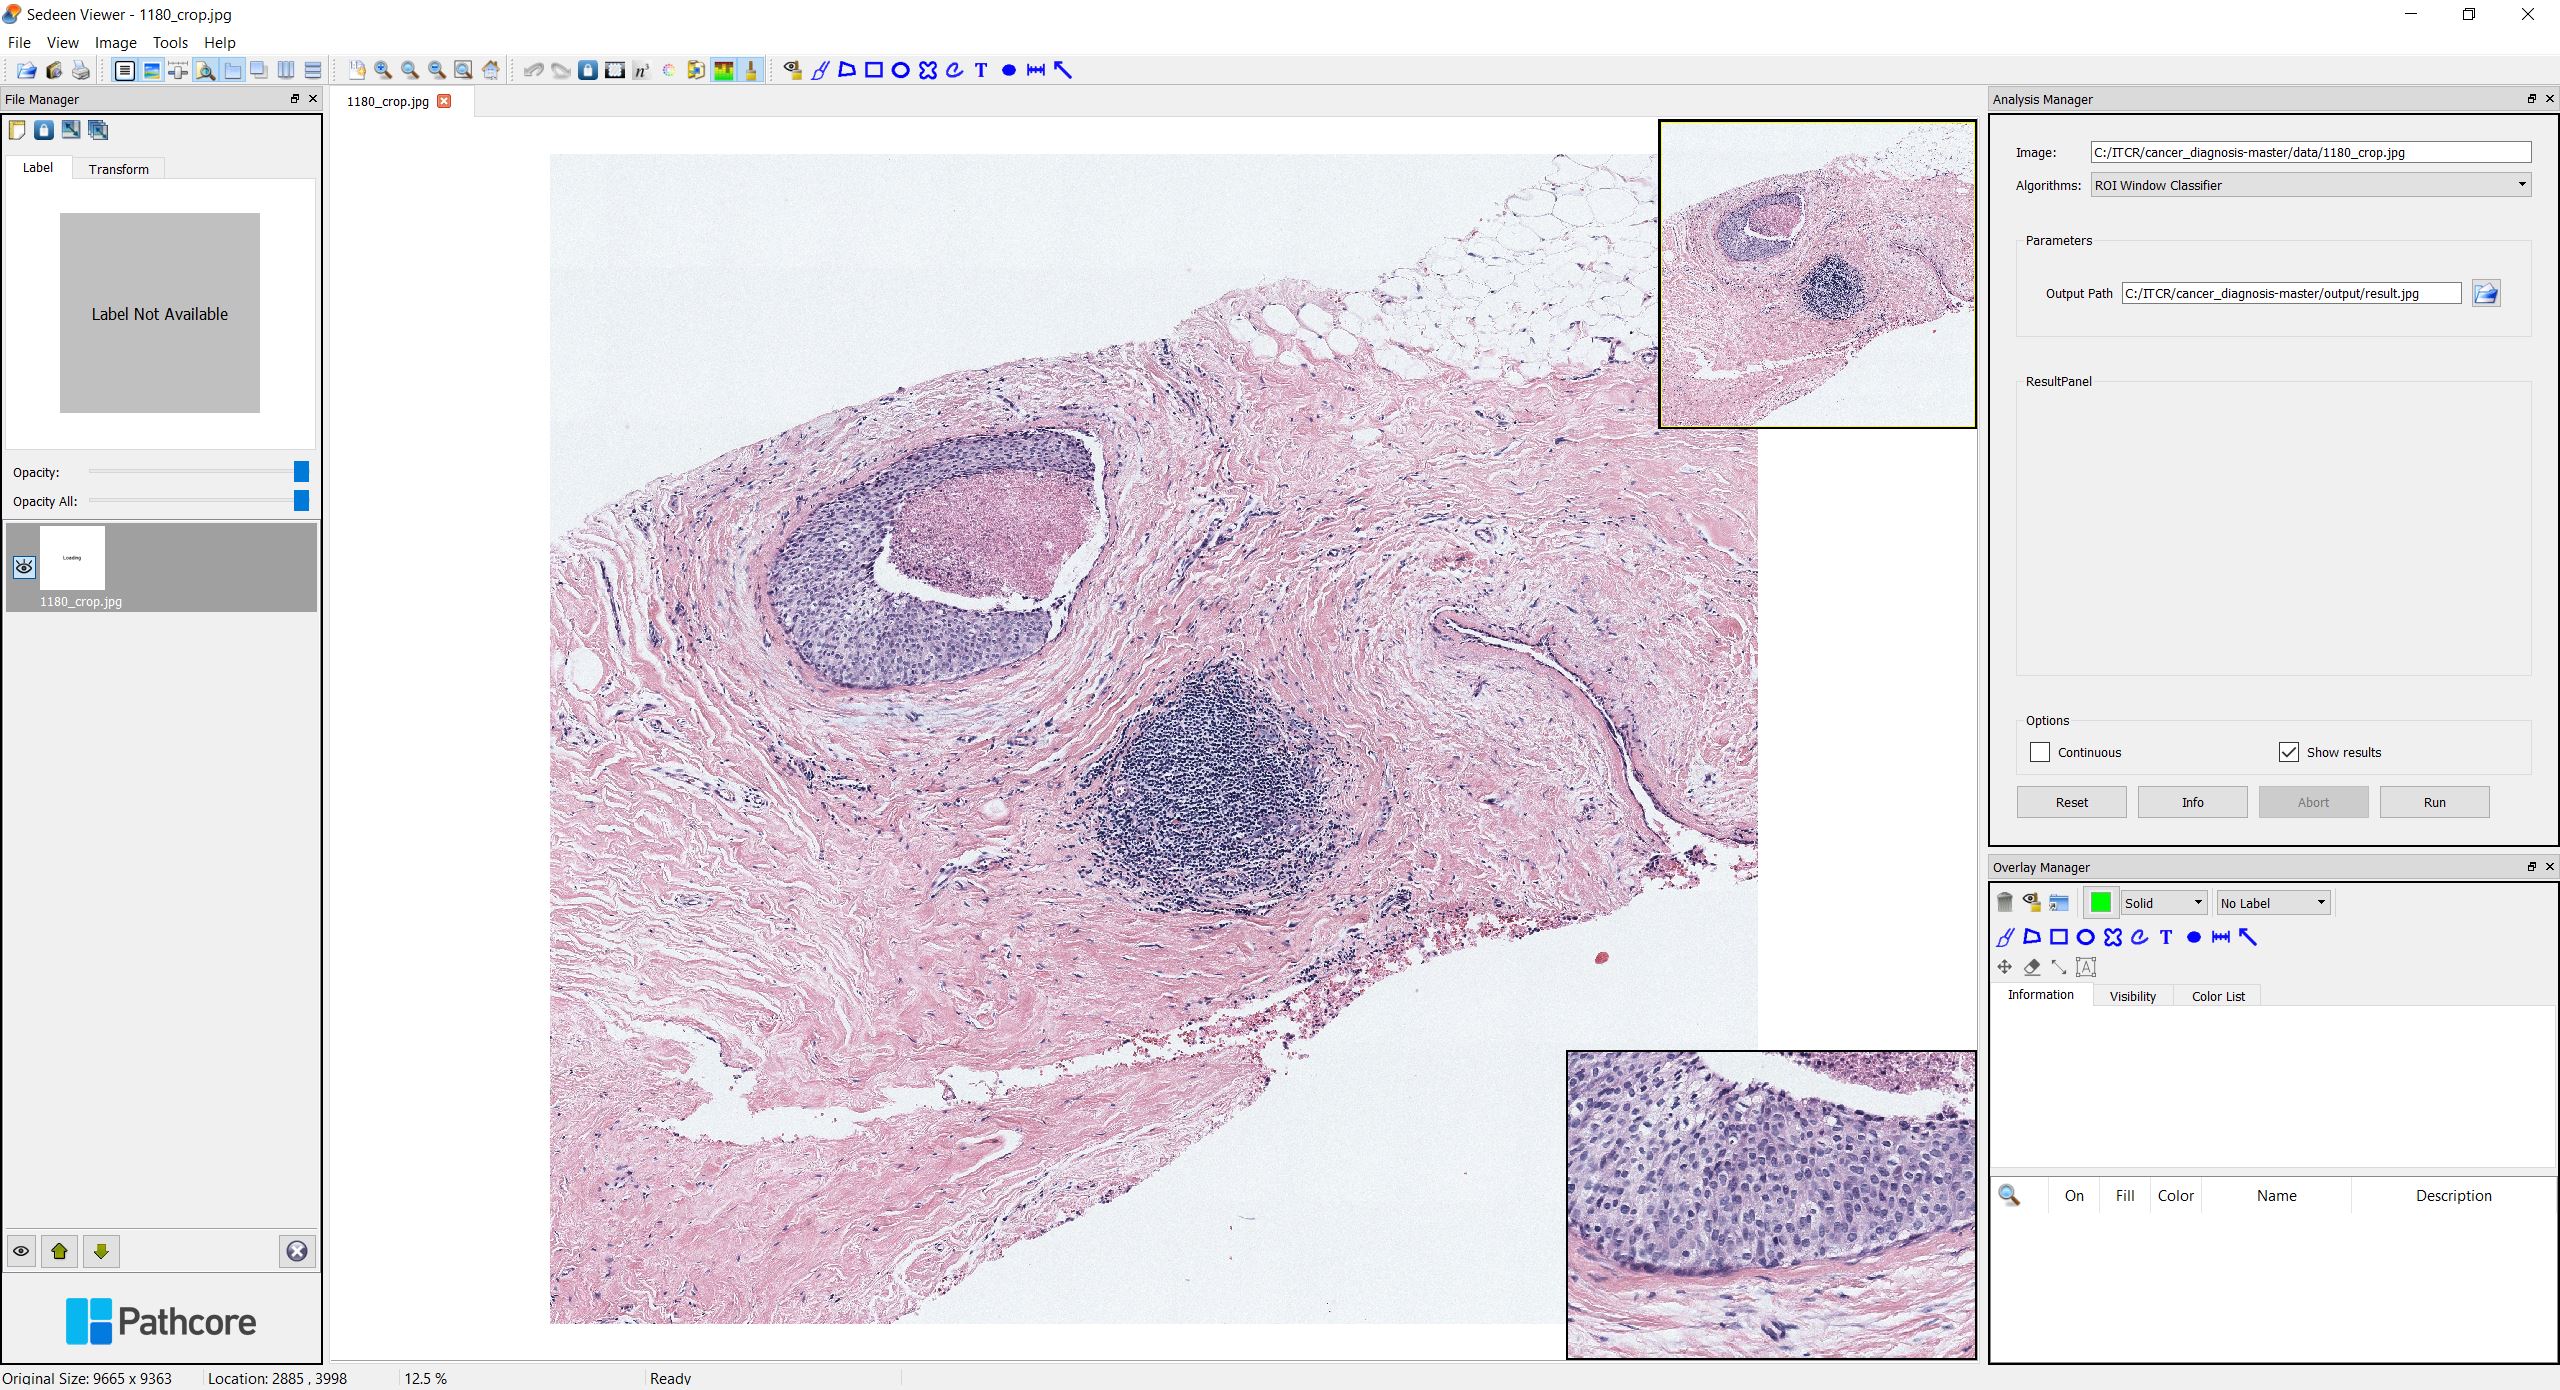 Sedeen Viewer - 1180_crop.jpg
File View Image Tools Help
n³ T
File Manager
1180_crop.jpg
Analysis Manager
Label Transform
Label Not Available
Opacity:
Opacity All:
Loading
1180_crop.jpg
Pathcore
Image: C:/ITCR/cancer_diagnosis-master/data/1180_crop.jpg
Algorithms: ROI Window Classifier
Parameters
Output Path C:/ITCR/cancer_diagnosis-master/output/result.jpg
ResultPanel
Options
Continuous Show results
Reset Info Abort Run
Overlay Manager
Solid No Label
T
A
Information Visibility Color List
On Fill Color Name Description
Original Size: 9665 x 9363 Location: 2885 , 3998 12.5 % Ready